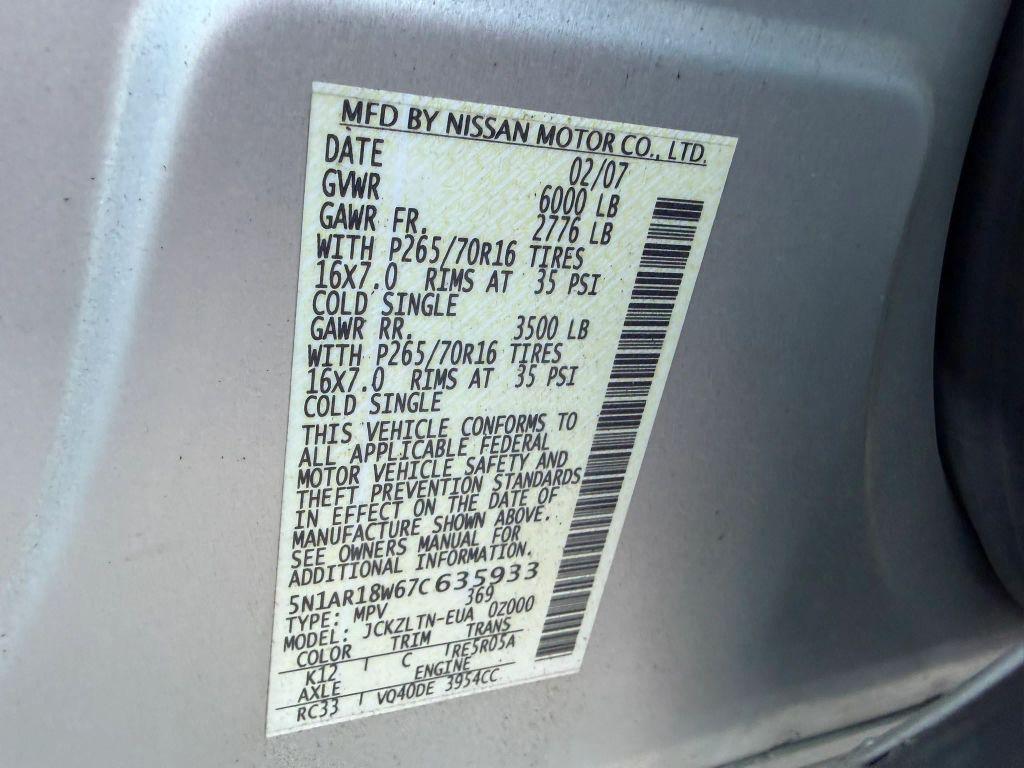 MFD BY NISSAN MOTOR CO., LTD.
DATE 02/07
GVWR 6000 LB
GAWR FR. 2776 LB
WITH P265/70R16 TIRES
16X7.0 RIMS AT 35 PSI
COLD SINGLE
GAWR RR. 3500 LB
WITH P265/70R16 TIRES
16X7.0 RIMS AT 35 PSI
COLD SINGLE
THIS VEHICLE CONFORMS TO
ALL APPLICABLE FEDERAL
MOTOR VEHICLE SAFETY AND
THEFT PREVENTION STANDARDS
IN EFFECT ON THE DATE OF
MANUFACTURE SHOWN ABOVE.
SEE OWNERS MANUAL FOR
ADDITIONAL INFORMATION.
5N1AR18W67C635933
TYPE: MPV 369
MODEL: JCKZLTN-EUA 0Z000
COLOR TRIM TRANS
K12 C RE5R05A
AXLE ENGINE
RC33 VQ40DE 3954CC